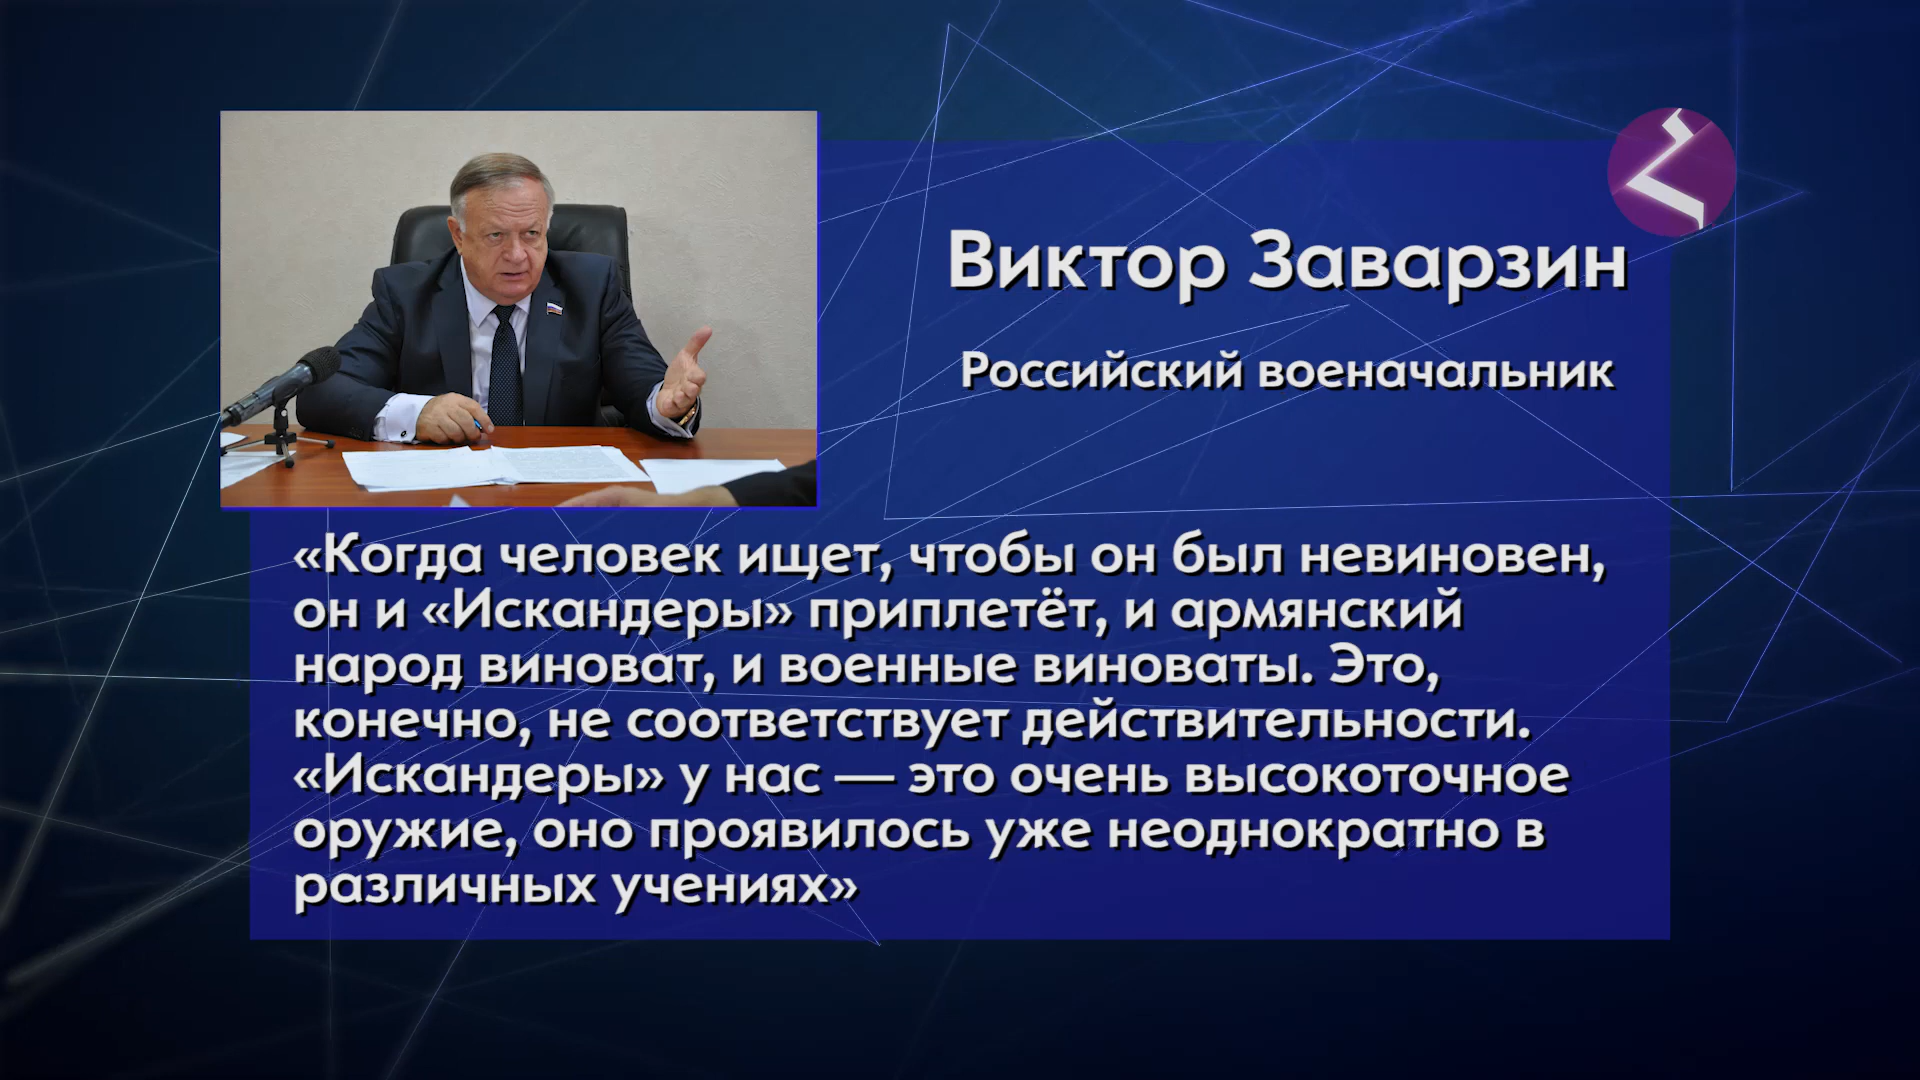 Виктор Заварзин
Российский военачальник
«Когда человек ищет, чтобы он был невиновен,
он и «Искандеры» приплетёт, и армянский
народ виноват, и военные виноваты. Это,
конечно, не соответствует действительности.
«Искандеры» у нас — это очень высокоточное
оружие, оно проявилось уже неоднократно в
различных учениях»